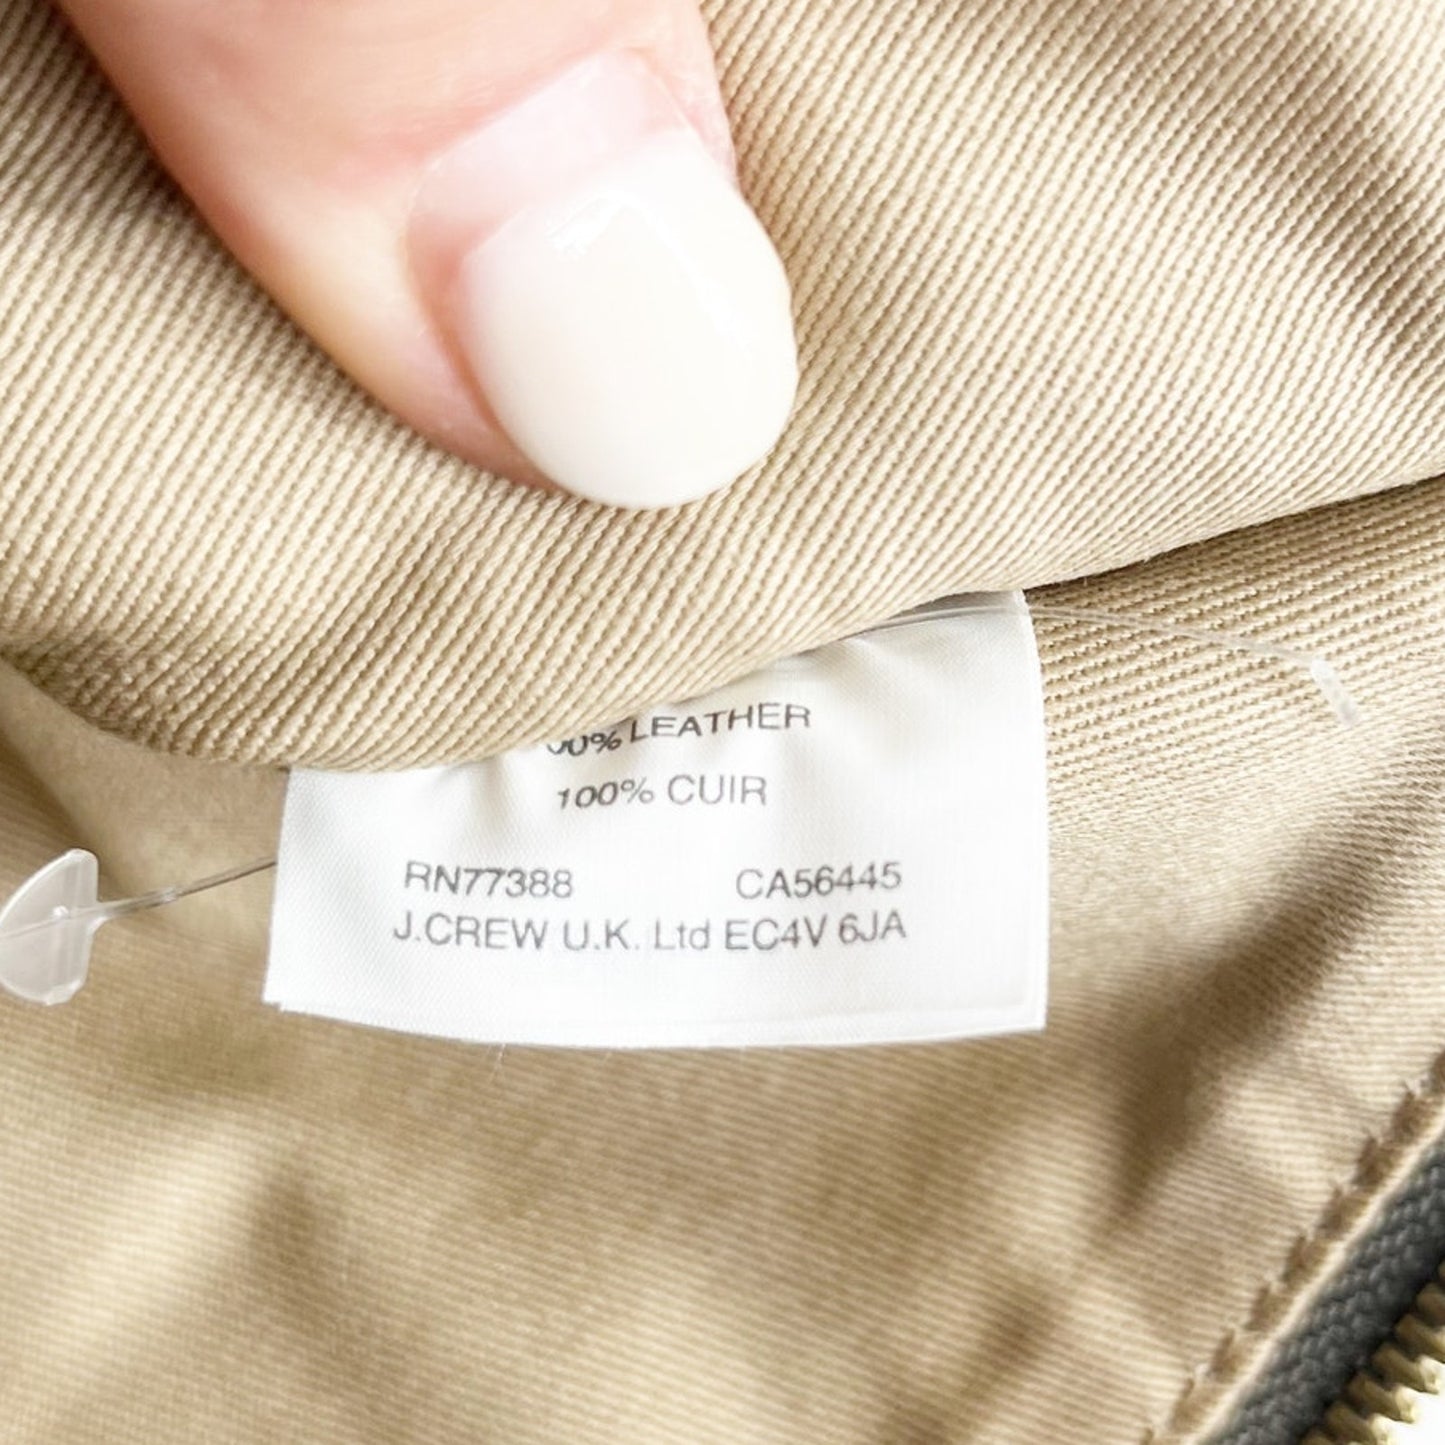 00% LEATHER
100% CUIR
RN77388 CA56445
J.CREW U.K. Ltd EC4V 6JA